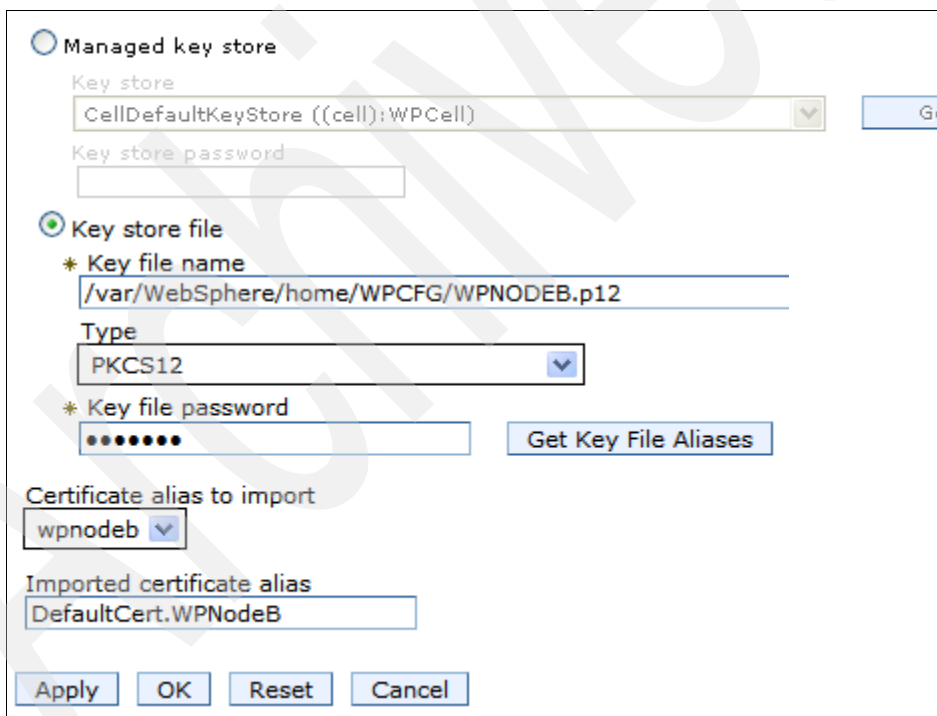 Managed key store
Key store
CellDefaultKeyStore ((cell):WPCell)
Key store password
Key store file
* Key file name
/var/WebSphere/home/WPCFG/WPNODEB.p12
Type
PKCS12
* Key file password
•••••••
Get Key File Aliases
Certificate alias to import
wpnodeb
Imported certificate alias
DefaultCert.WPNodeB
Apply OK Reset Cancel